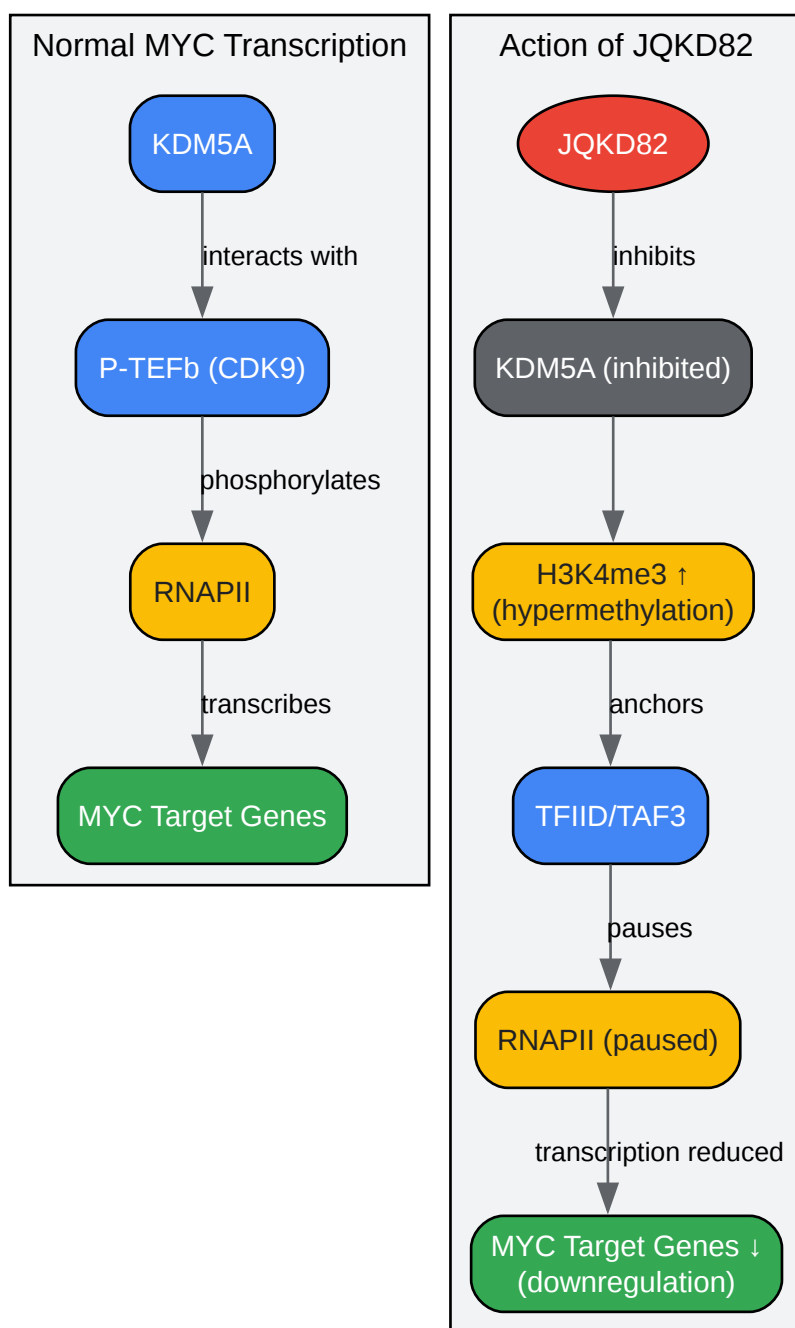 Normal MYC Transcription
KDM5A
interacts with
P-TEFb (CDK9)
phosphorylates
RNAPII
transcribes
MYC Target Genes
Action of JQKD82
JQKD82
inhibits
KDM5A (inhibited)
H3K4me3 ↑
(hypermethylation)
anchors
TFIID/TAF3
pauses
RNAPII (paused)
transcription reduced
MYC Target Genes ↓
(downregulation)